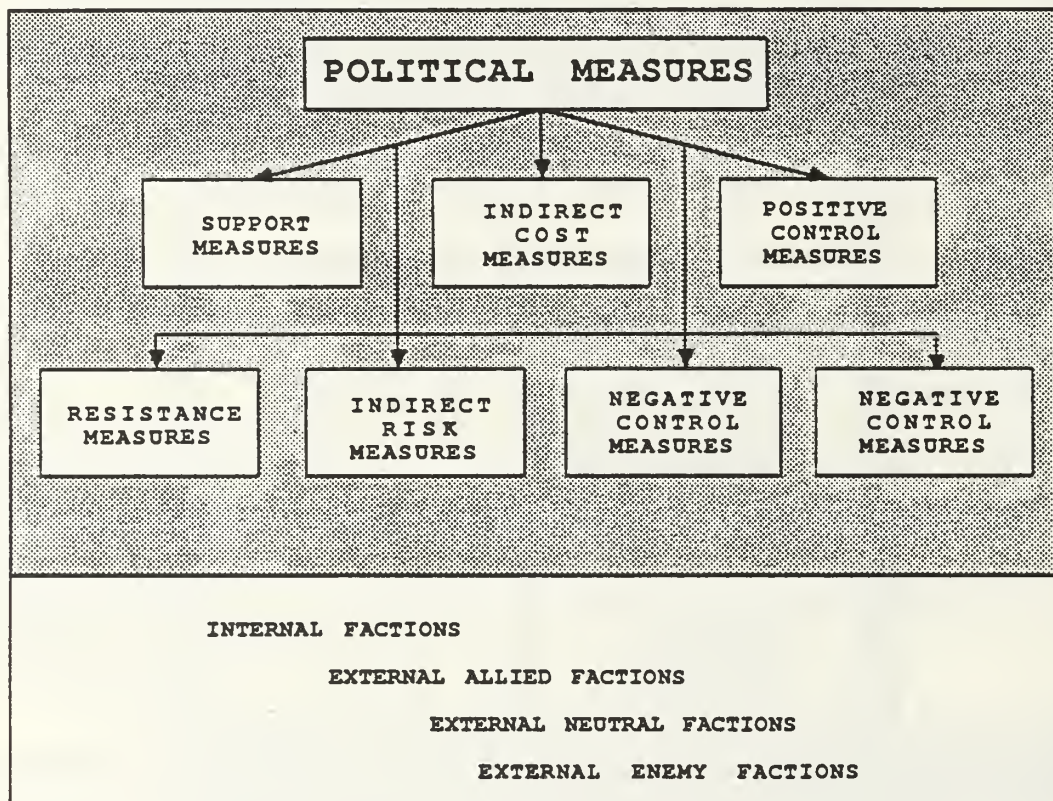 POLITICAL MEASURES
SUPPORT
MEASURES
INDIRECT
COST
MEASURES
POSITIVE
CONTROL
MEASURES
RESISTANCE
MEASURES
INDIRECT
RISK
MEASURES
NEGATIVE
CONTROL
MEASURES
NEGATIVE
CONTROL
MEASURES
INTERNAL FACTIONS
EXTERNAL ALLIED FACTIONS
EXTERNAL NEUTRAL FACTIONS
EXTERNAL ENEMY FACTIONS